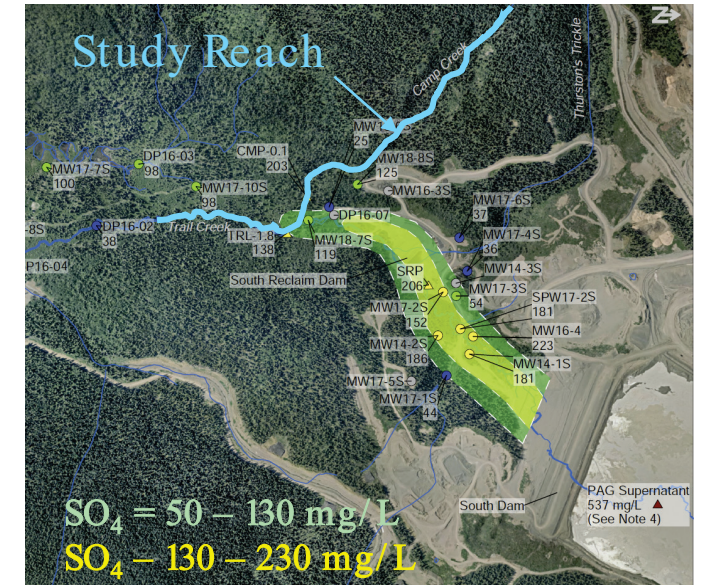 Study Reach
Camp Creek
Thurston's Trickle
N
25
MW18-8S
125
MW16-3S
CMP-0.1
203
DP16-03
98
MW17-7S
100
MW17-10S
98
DP16-07
MW17-6S
37
MW17-4S
36
8S
DP16-02
38
Trail Creek
TRL-1.8
138
MW18-7S
119
P16-04
South Reclaim Dam
SRP
206
MW14-3S
MW17-3S
54
SPW17-2S
181
MW17-2S
152
MW16-4
223
MW14-2S
186
MW14-1S
181
MW17-5S
MW17-1S
44
South Dam
PAG Supernatant
537 mg/L
(See Note 4)
SO4 = 50 – 130 mg/L
SO4 – 130 – 230 mg/L